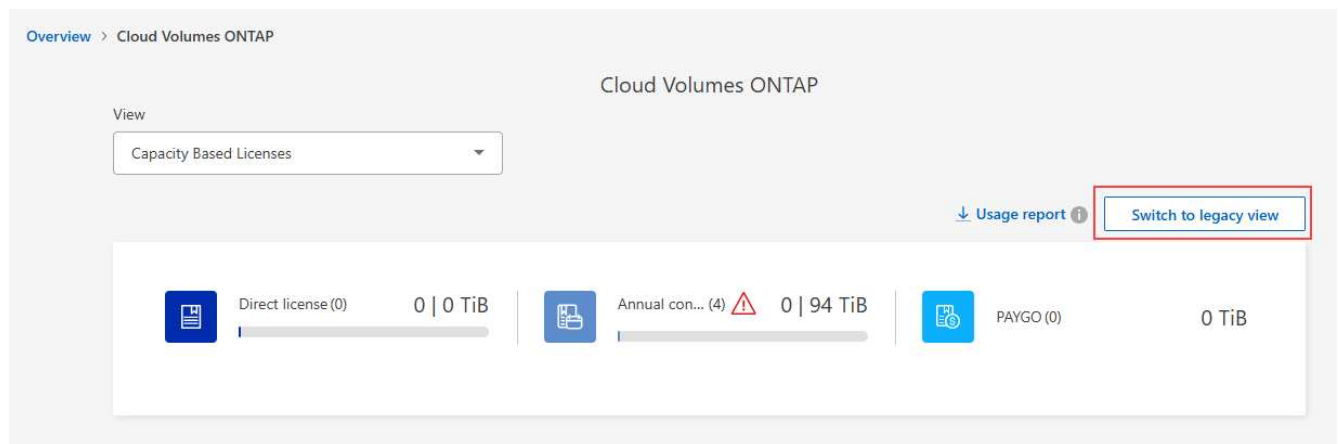 Overview > Cloud Volumes ONTAP
Cloud Volumes ONTAP
View
Capacity Based Licenses
Usage report
Switch to legacy view
Direct license (0) 0 | 0 TiB
Annual con... (4) 0 | 94 TiB
PAYGO (0) 0 TiB